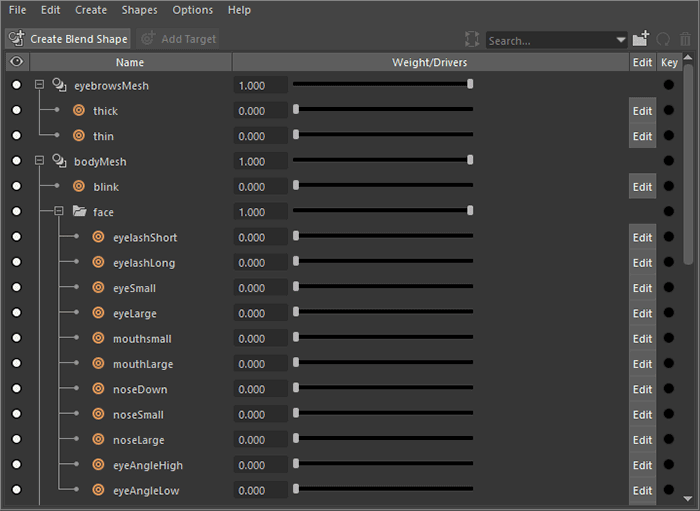 File Edit Create Shapes Options Help
Create Blend Shape Add Target Search...
Name Weight/Drivers Edit Key
eyebrowsMesh 1.000
thick 0.000 Edit
thin 0.000 Edit
bodyMesh 1.000
blink 0.000 Edit
face 1.000
eyelashShort 0.000 Edit
eyelashLong 0.000 Edit
eyeSmall 0.000 Edit
eyeLarge 0.000 Edit
mouthsmall 0.000 Edit
mouthLarge 0.000 Edit
noseDown 0.000 Edit
noseSmall 0.000 Edit
noseLarge 0.000 Edit
eyeAngleHigh 0.000 Edit
eyeAngleLow 0.000 Edit